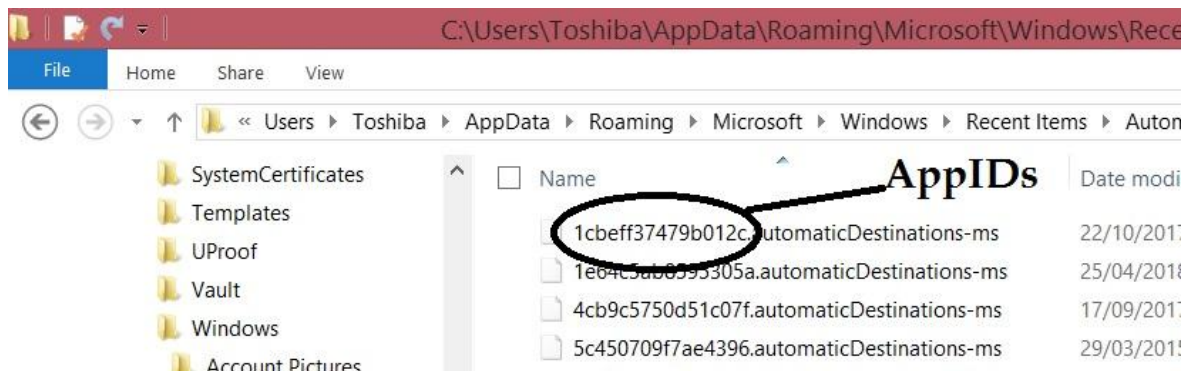 C:\Users\Toshiba\AppData\Roaming\Microsoft\Windows\Rece
File Home Share View
« Users Toshiba AppData Roaming Microsoft Windows Recent Items Autom
SystemCertificates
Templates
UProof
Vault
Windows
Account Pictures
Name AppIDs Date modi
1cbeff37479b012c.automaticDestinations-ms 22/10/2017
.automaticDestinations-ms 25/04/2018
4cb9c5750d51c07f.automaticDestinations-ms 17/09/2017
5c450709f7ae4396.automaticDestinations-ms 29/03/2015